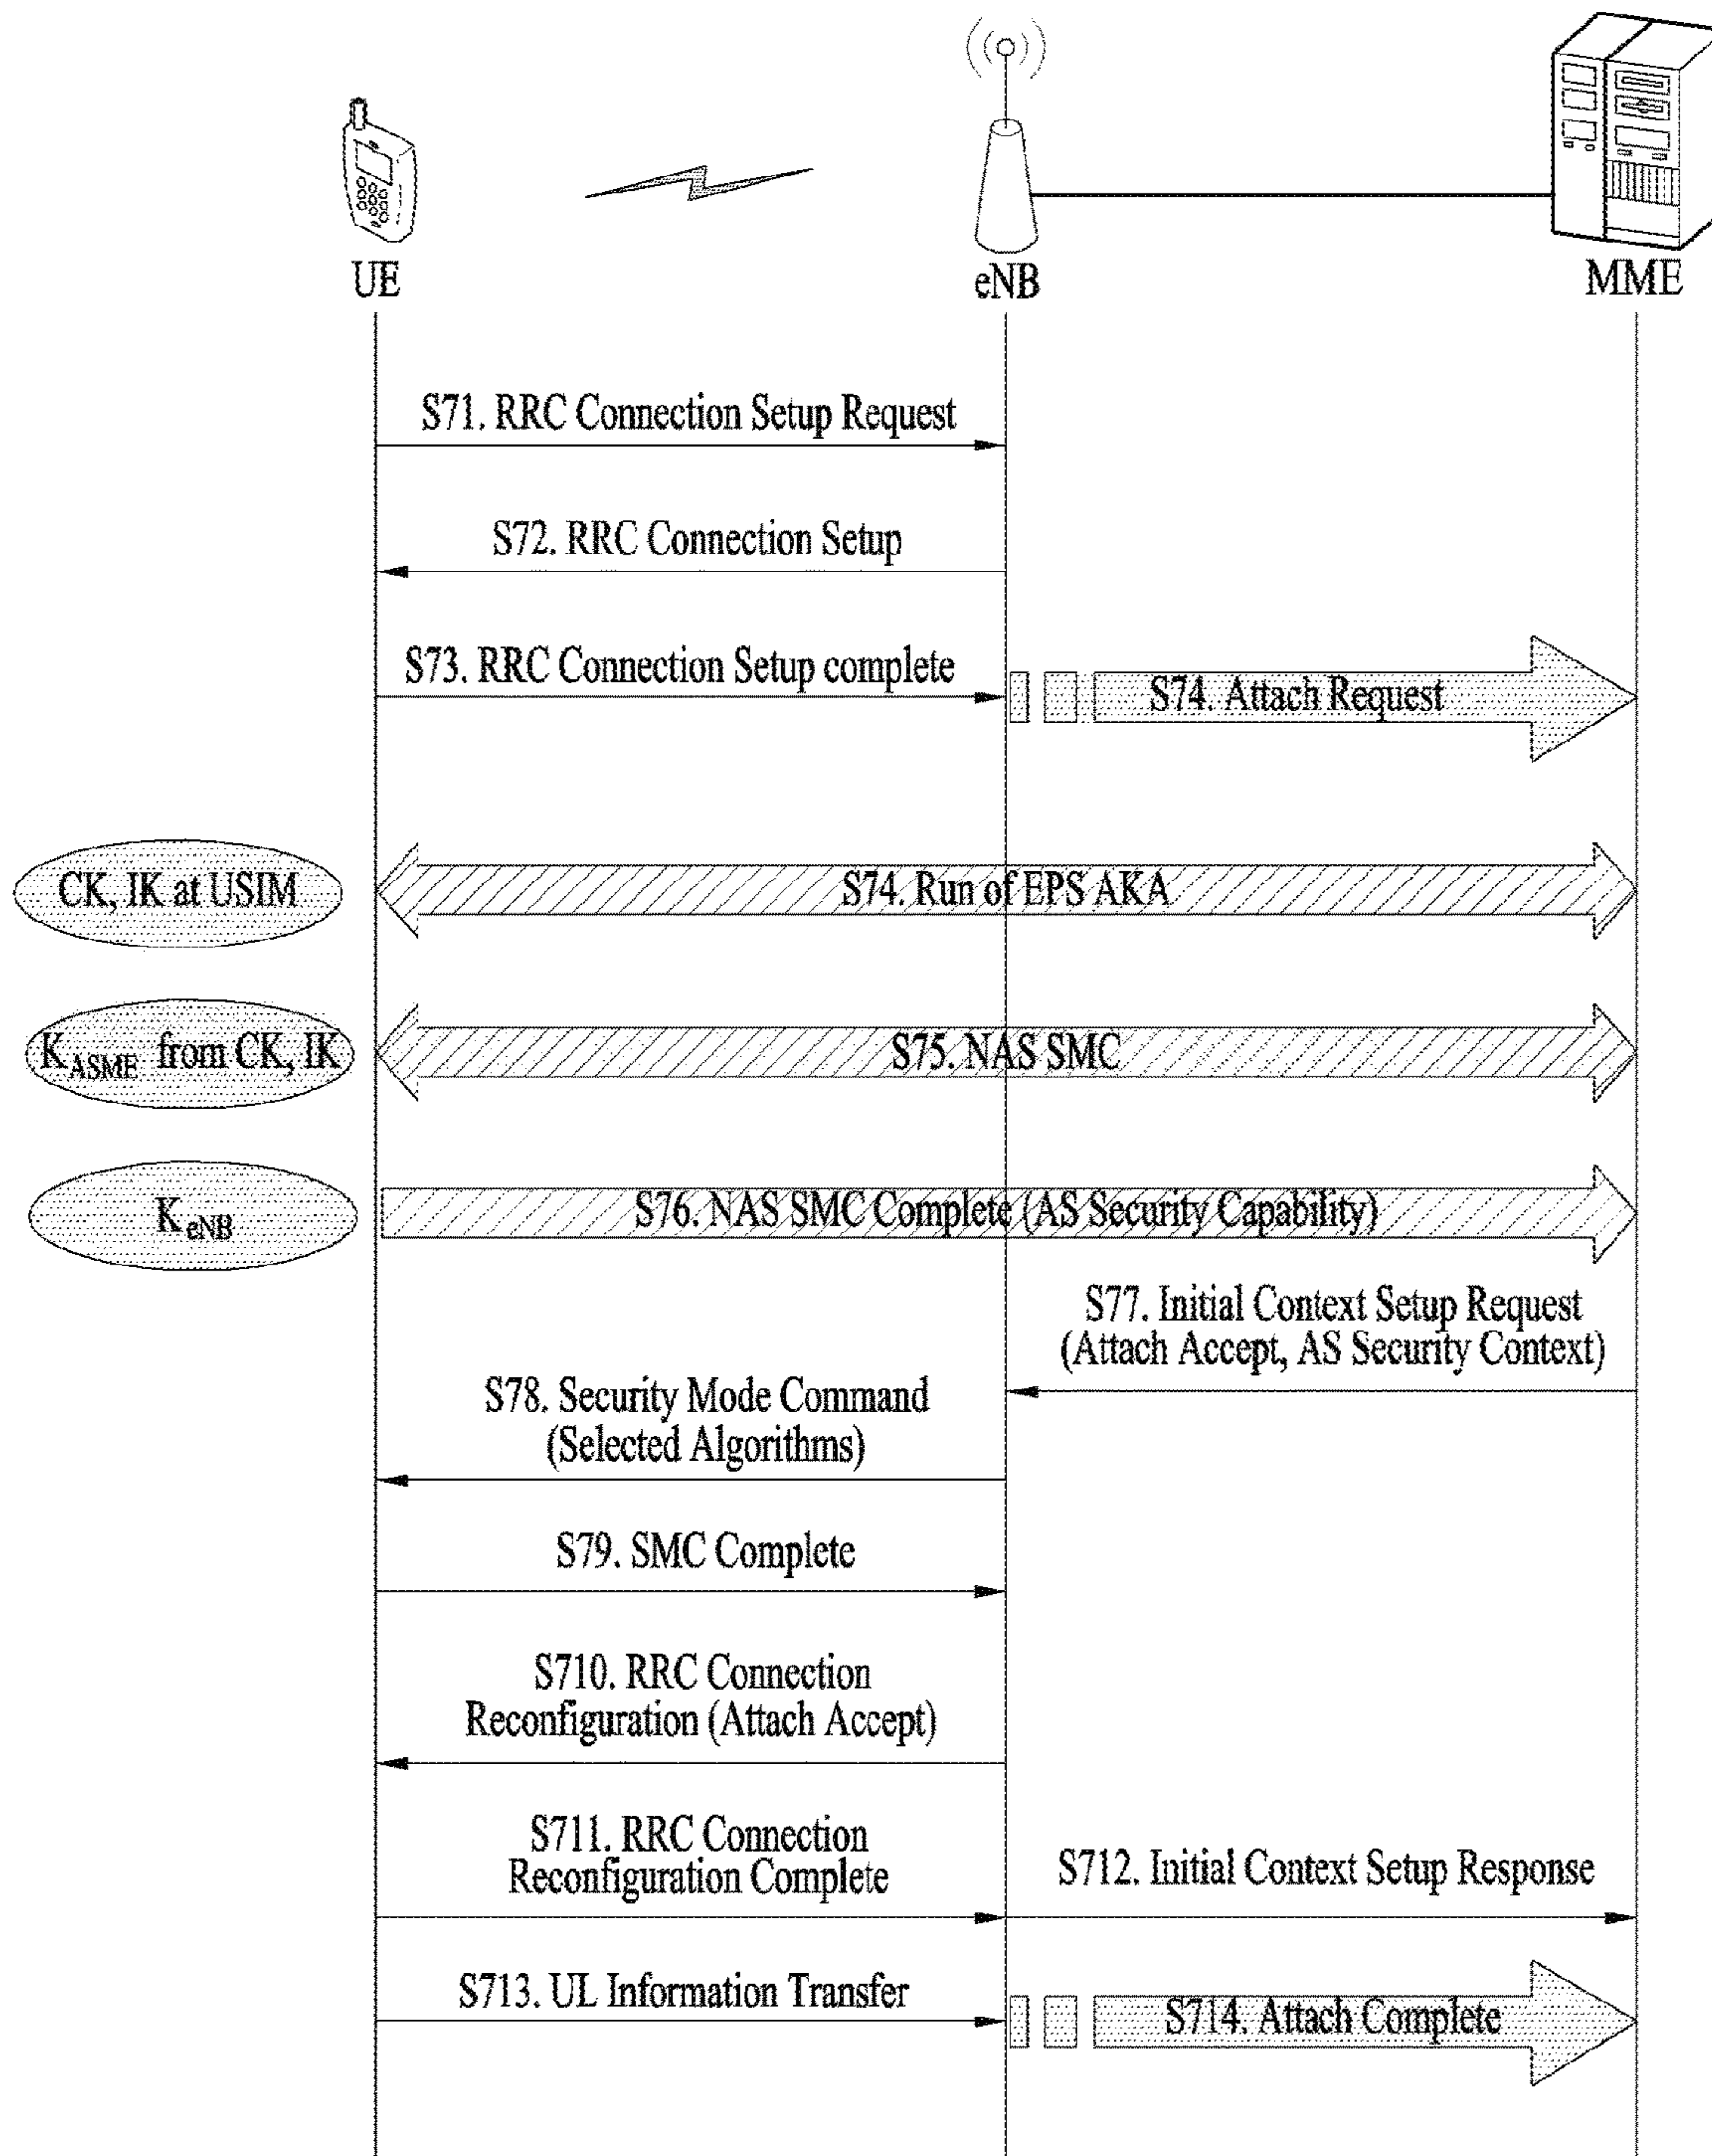 UE
eNB
MME
S71. RRC Connection Setup Request
S72. RRC Connection Setup
S73. RRC Connection Setup complete
S74. Attach Request
CK, IK at USIM
S74. Run of EPS AKA
K_ASME from CK, IK
S75. NAS SMC
K_eNB
S76. NAS SMC Complete (AS Security Capability)
S77. Initial Context Setup Request
(Attach Accept, AS Security Context)
S78. Security Mode Command
(Selected Algorithms)
S79. SMC Complete
S710. RRC Connection
Reconfiguration (Attach Accept)
S711. RRC Connection
Reconfiguration Complete
S712. Initial Context Setup Response
S713. UL Information Transfer
S714. Attach Complete